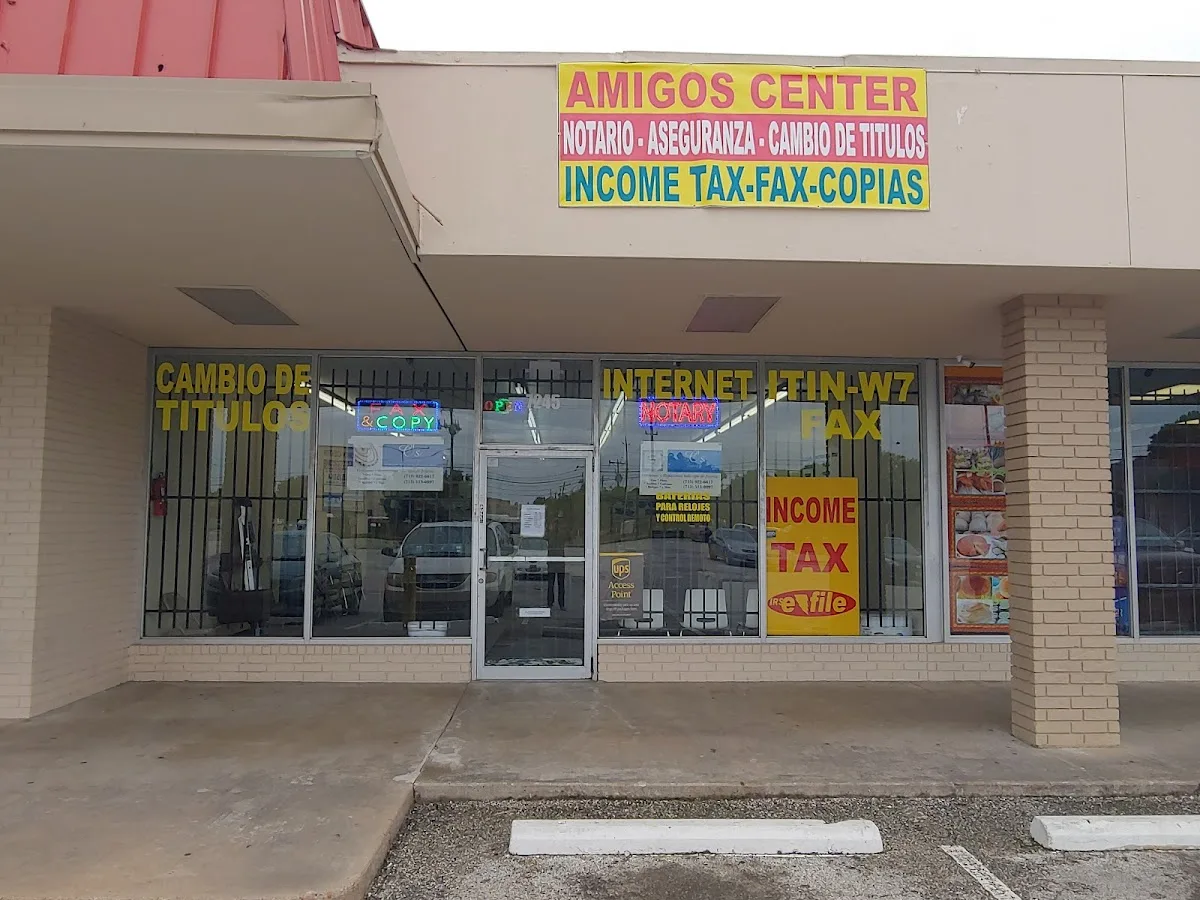 AMIGOS CENTER
NOTARIO - ASEGURANZA - CAMBIO DE TITULOS
INCOME TAX-FAX-COPIAS
CAMBIO DE
TITULOS
FAX
& COPY
OPEN
INTERNET
NOTARY
ITIN-W7
FAX
BATERIAS
PARA RELOJES
Y CONTROL REMOTO
ups
Access
Point
INCOME
TAX
IRS e file